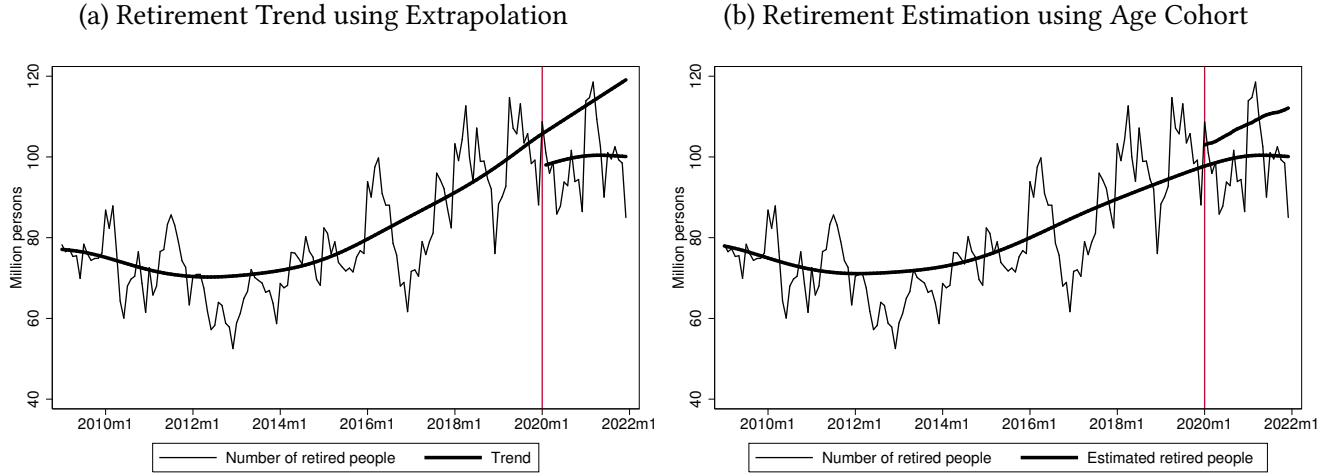 (a) Retirement Trend using Extrapolation
Million persons
120
100
80
60
40
2010m1 2012m1 2014m1 2016m1 2018m1 2020m1 2022m1
Number of retired people Trend
(b) Retirement Estimation using Age Cohort
Million persons
120
100
80
60
40
2010m1 2012m1 2014m1 2016m1 2018m1 2020m1 2022m1
Number of retired people Estimated retired people